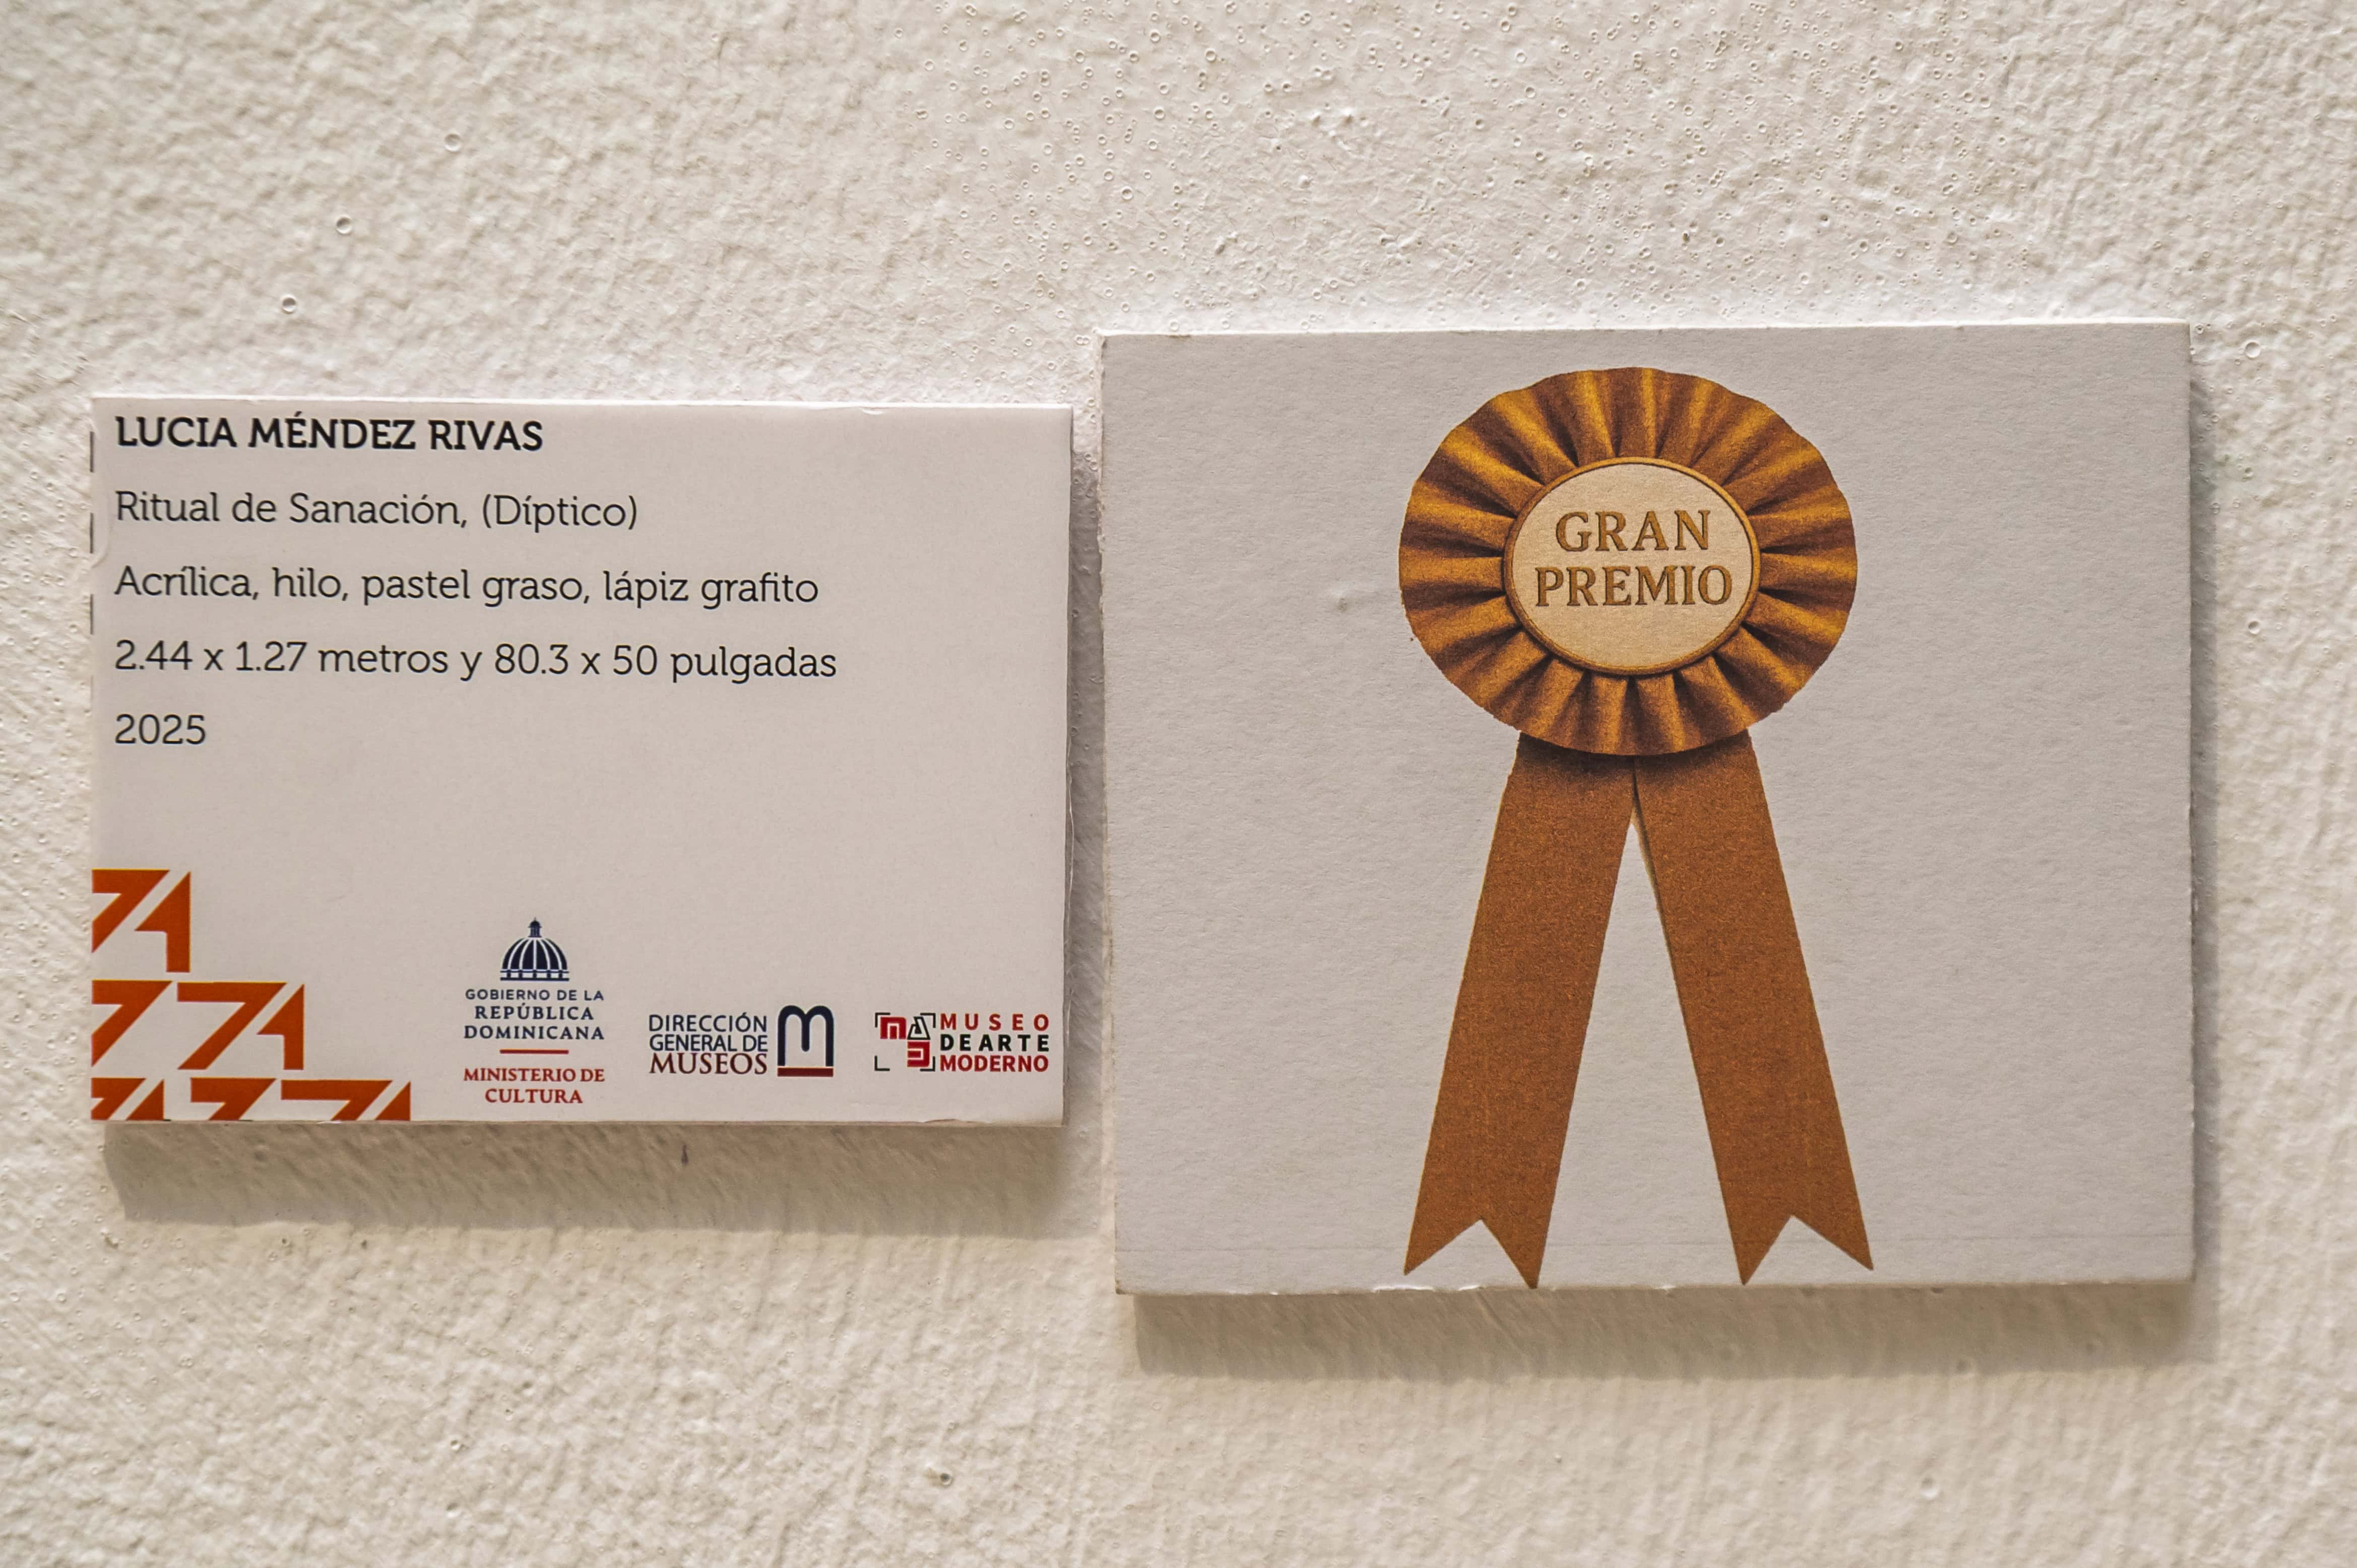 LUCIA MÉNDEZ RIVAS
Ritual de Sanación, (Díptico)
Acrílica, hilo, pastel graso, lápiz grafito
2.44 x 1.27 metros y 80.3 x 50 pulgadas
2025
GOBIERNO DE LA
REPÚBLICA
DOMINICANA
MINISTERIO DE
CULTURA
DIRECCIÓN
GENERAL DE
MUSEOS
MUSEO
DE ARTE
MODERNO
GRAN
PREMIO